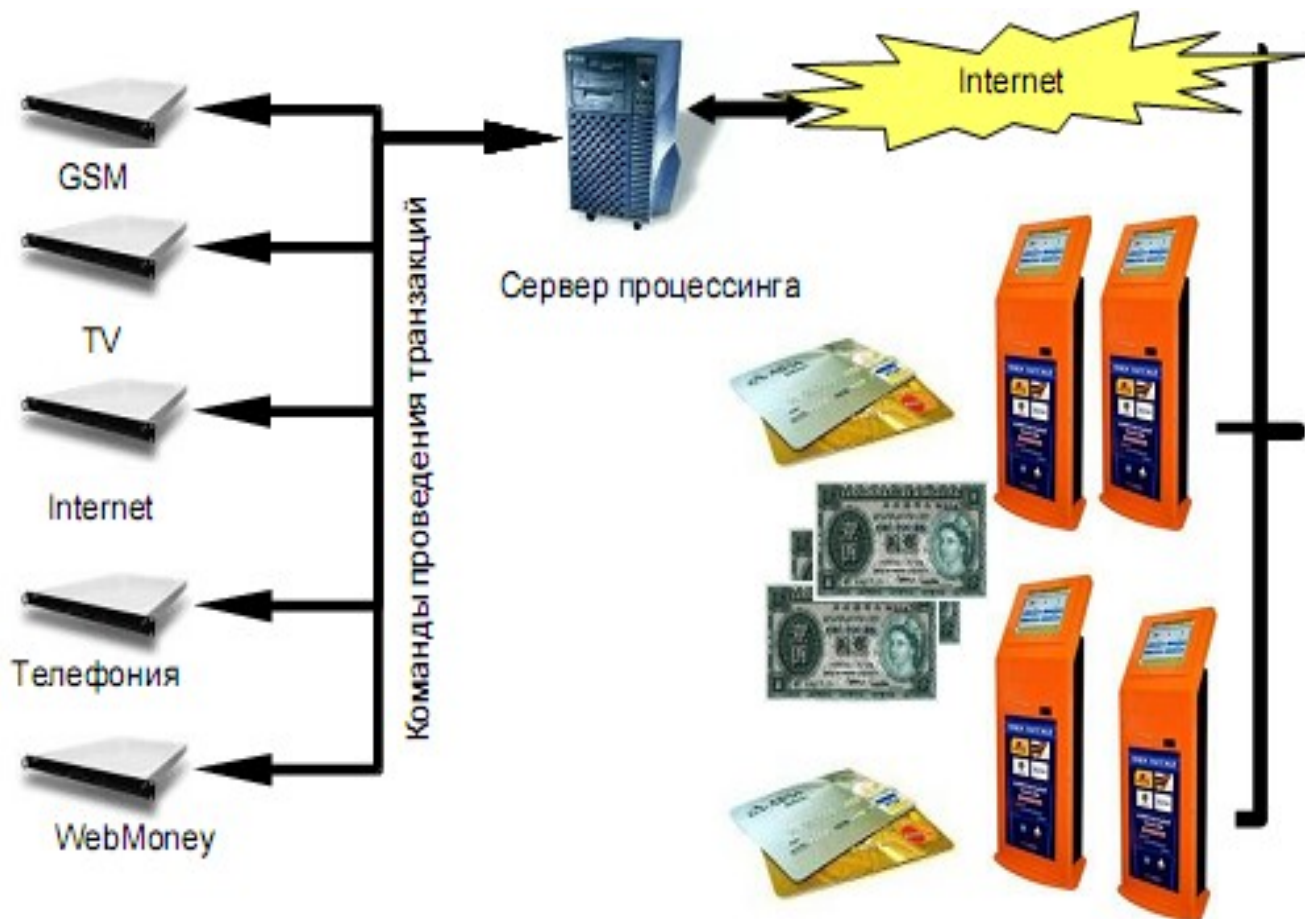 Internet
GSM
Сервер процессинга
TV
Команды проведения транзакций
Internet
Телефония
WebMoney